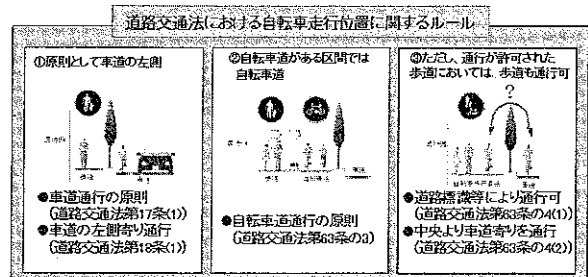 道路交通法における自転車走行位置に関するルール
①原則として車道の左側
●車道通行の原則
(道路交通法第17条(1))
●車道の左側寄り通行
(道路交通法第18条(1))
②自転車道がある区間では
自転車道
●自転車道通行の原則
(道路交通法第63条の3)
③ただし、通行が許可された
歩道においては、歩道も通行可
?
●道路標識等により通行可
(道路交通法第63条の4(1))
●中央より車道寄りを通行
(道路交通法第63条の4(2))